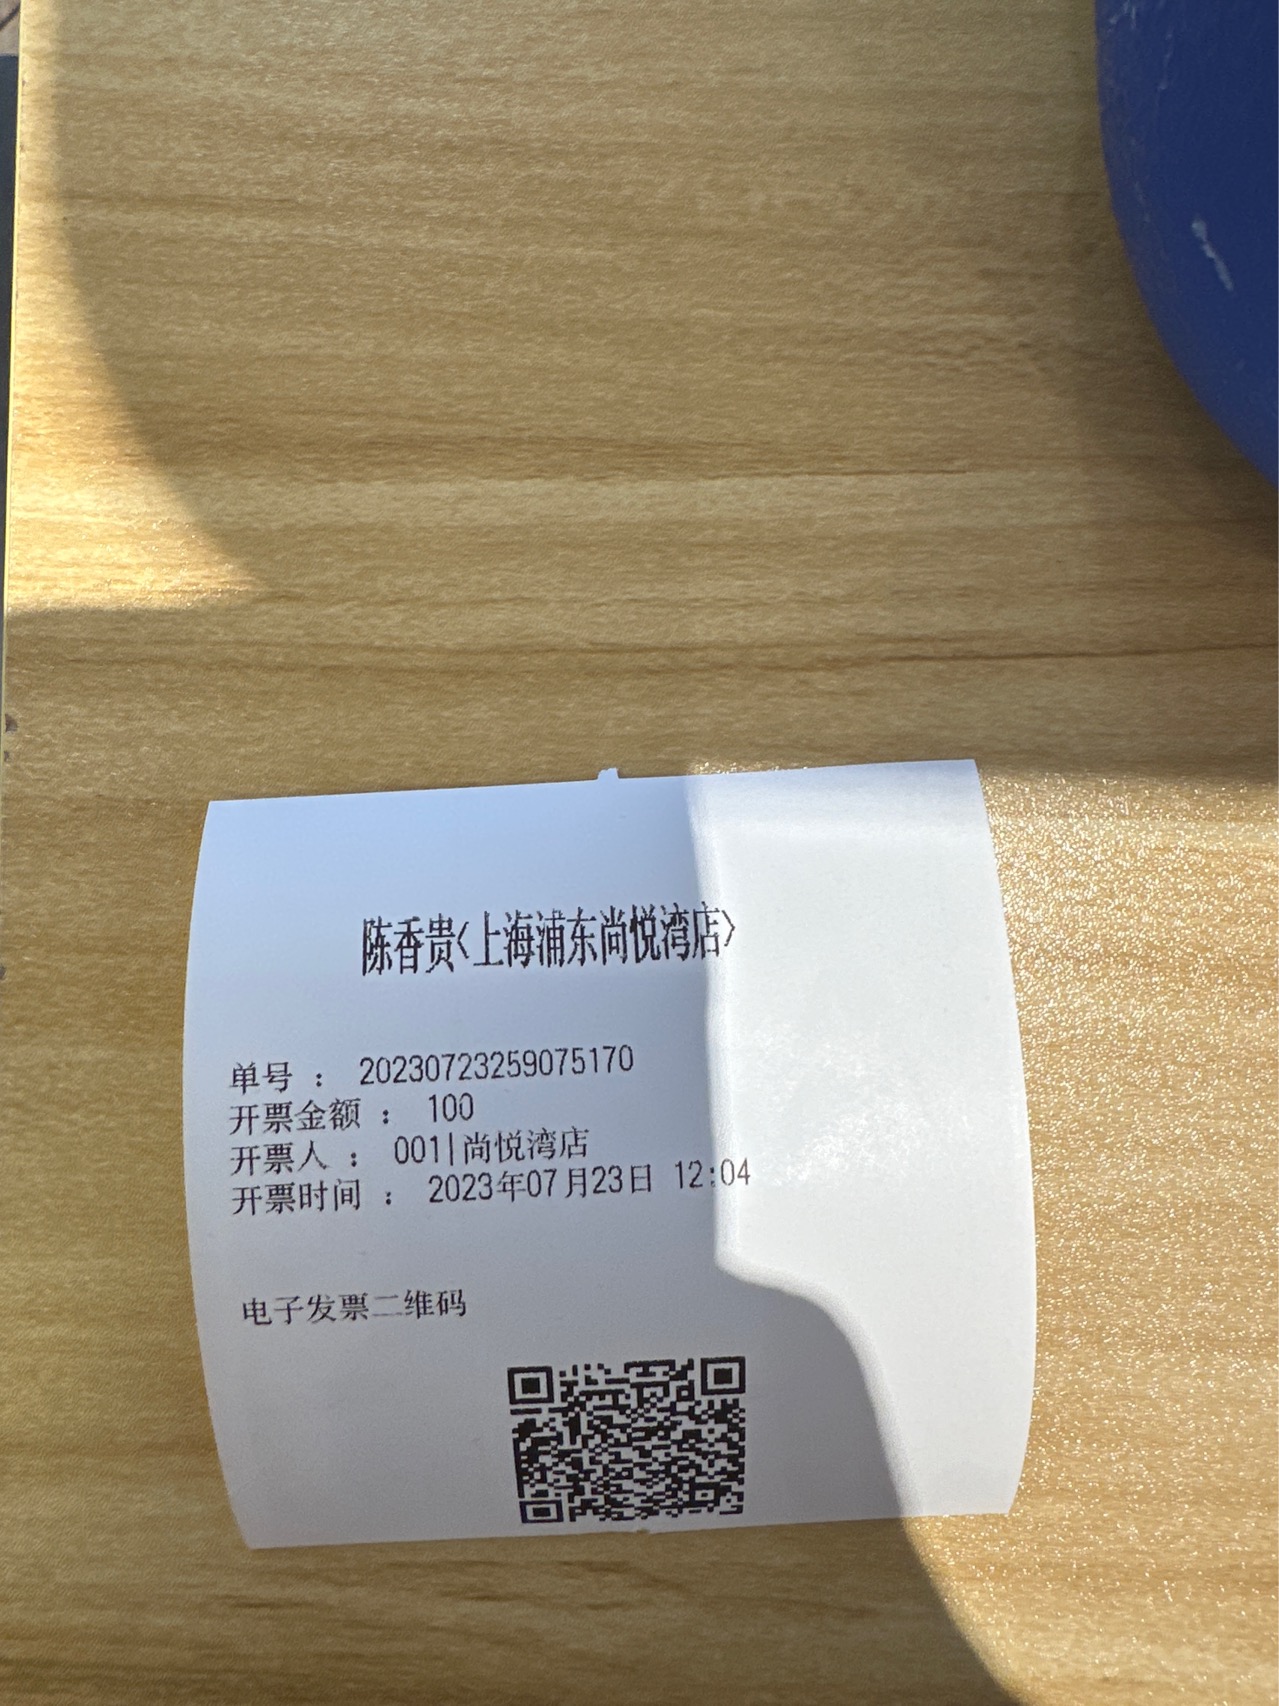 陈香贵<上海浦东尚悦湾店>
单号 ： 20230723259075170
开票金额 ： 100
开票人 ： 001|尚悦湾店
开票时间 ： 2023年07月23日 12:04
电子发票二维码